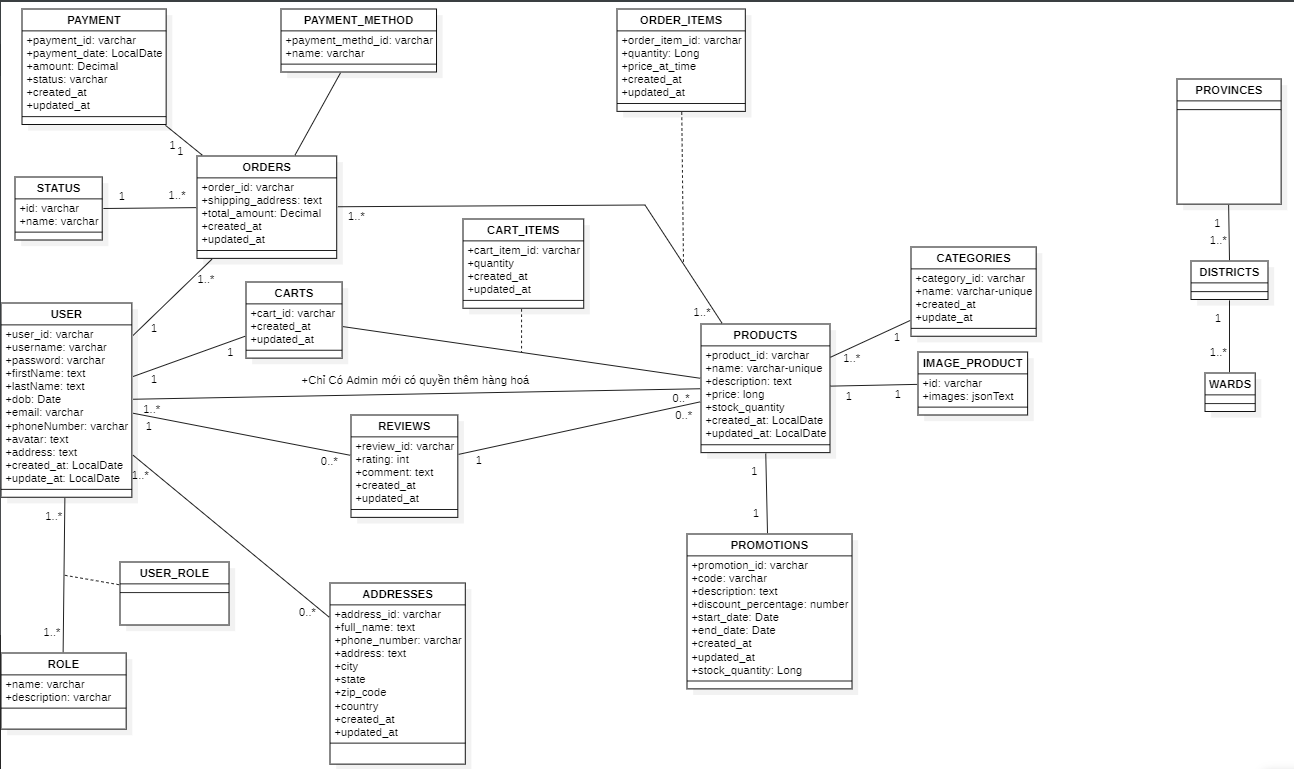 PAYMENT
+payment_id: varchar
+payment_date: LocalDate
+amount: Decimal
+status: varchar
+created_at
+updated_at
PAYMENT_METHOD
+payment_methd_id: varchar
+name: varchar
ORDER_ITEMS
+order_item_id: varchar
+quantity: Long
+price_at_time
+created_at
+updated_at
PROVINCES
1
1..*
DISTRICTS
1
1..*
WARDS
1
1
STATUS
+id: varchar
+name: varchar
1
1..*
ORDERS
+order_id: varchar
+shipping_address: text
+total_amount: Decimal
+created_at
+updated_at
1..*
1..*
1..*
1
CART_ITEMS
+cart_item_id: varchar
+quantity
+created_at
+updated_at
CARTS
+cart_id: varchar
+created_at
+updated_at
1
1
USER
+user_id: varchar
+username: varchar
+password: varchar
+firstName: text
+lastName: text
+dob: Date
+email: varchar
+phoneNumber: varchar
+avatar: text
+address: text
+created_at: LocalDate
+update_at: LocalDate
+Chỉ Có Admin mới có quyền thêm hàng hoá
1..*
0..*
1
0..*
REVIEWS
+review_id: varchar
+rating: int
+comment: text
+created_at
+updated_at
1
0..*
PRODUCTS
+product_id: varchar
+name: varchar-unique
+description: text
+price: long
+stock_quantity
+created_at: LocalDate
+updated_at: LocalDate
CATEGORIES
+category_id: varchar
+name: varchar-unique
+created_at
+update_at
1
1..*
IMAGE_PRODUCT
+id: varchar
+images: jsonText
1
1
1
1
PROMOTIONS
+promotion_id: varchar
+code: varchar
+description: text
+discount_percentage: number
+start_date: Date
+end_date: Date
+created_at
+updated_at
+stock_quantity: Long
1..*
0..*
ADDRESSES
+address_id: varchar
+full_name: text
+phone_number: varchar
+address: text
+city
+state
+zip_code
+country
+created_at
+updated_at
1..*
USER_ROLE
1..*
ROLE
+name: varchar
+description: varchar